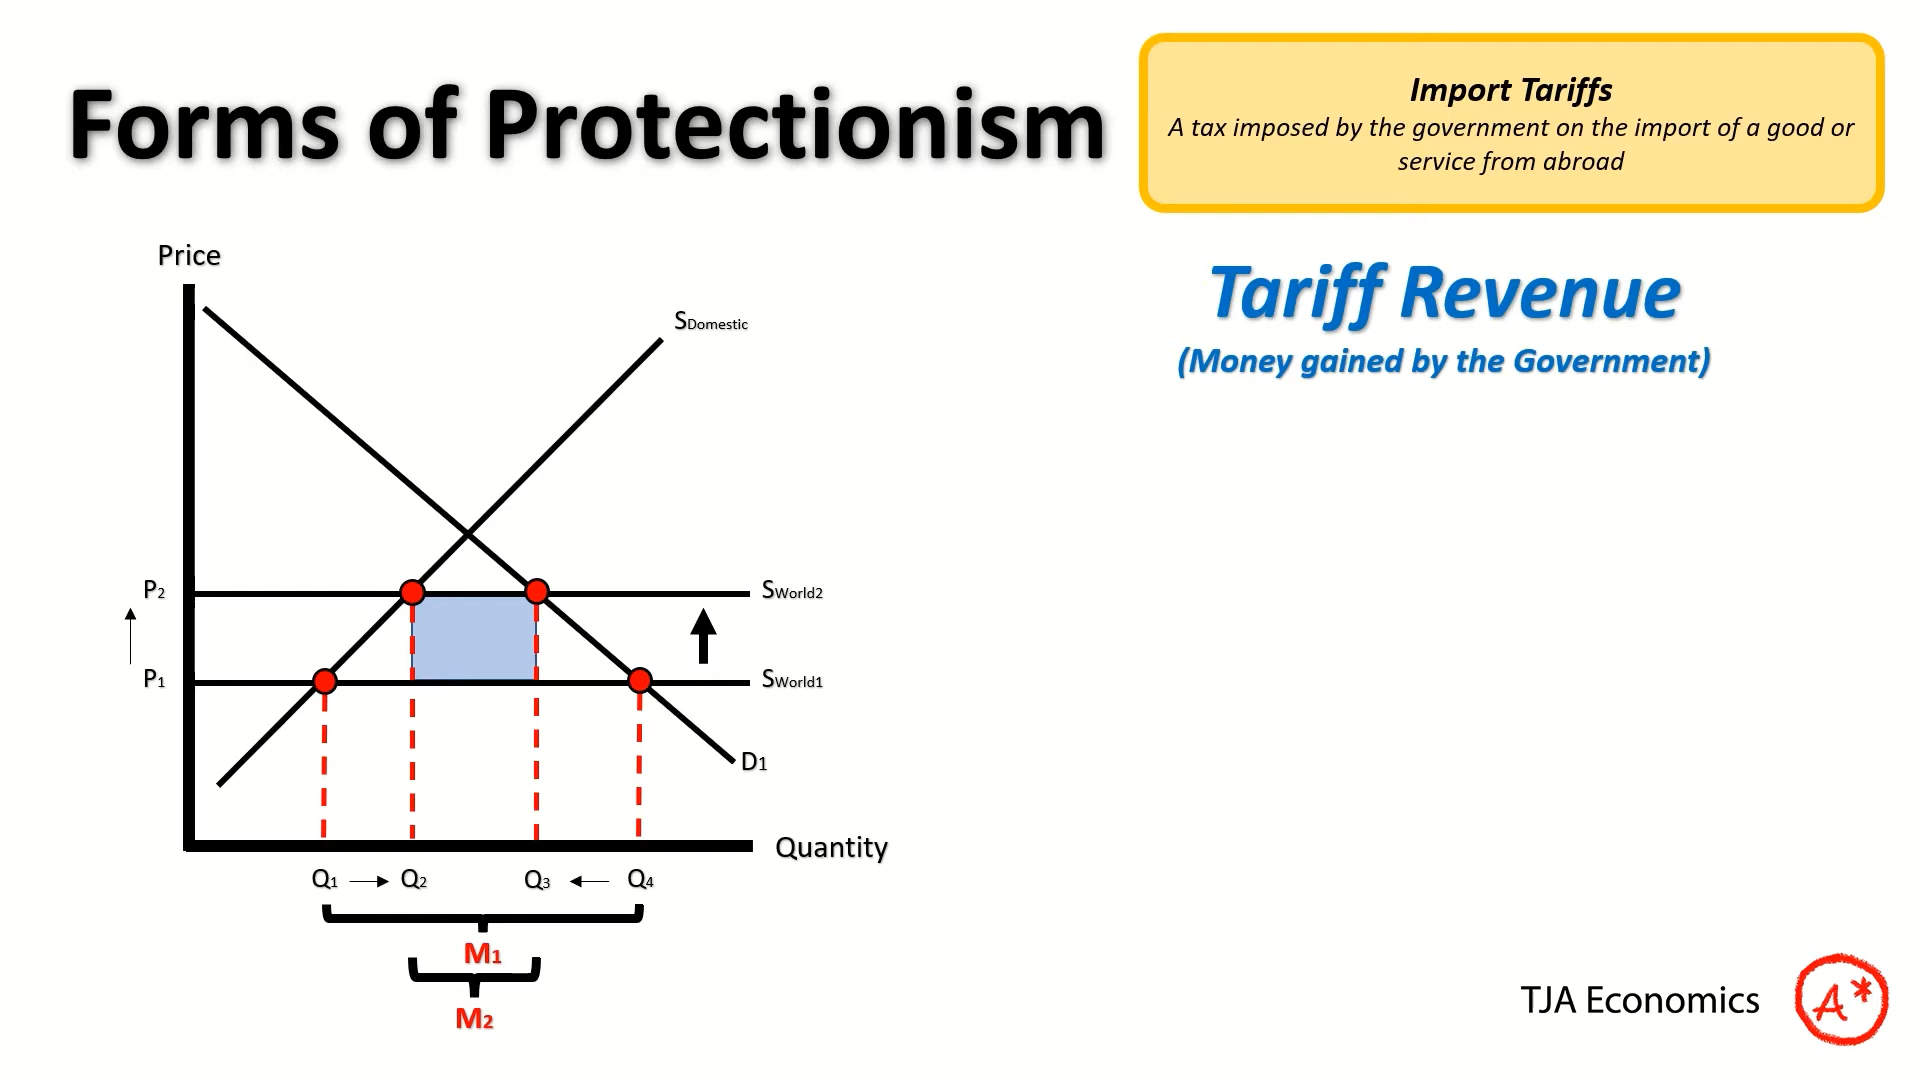 Forms of Protectionism
Import Tariffs
A tax imposed by the government on the import of a good or
service from abroad
Tariff Revenue
(Money gained by the Government)
Price
SDomestic
P2
SWorld2
P1
SWorld1
D1
Quantity
Q1
Q2
Q3
Q4
M1
M2
TJA Economics
A*